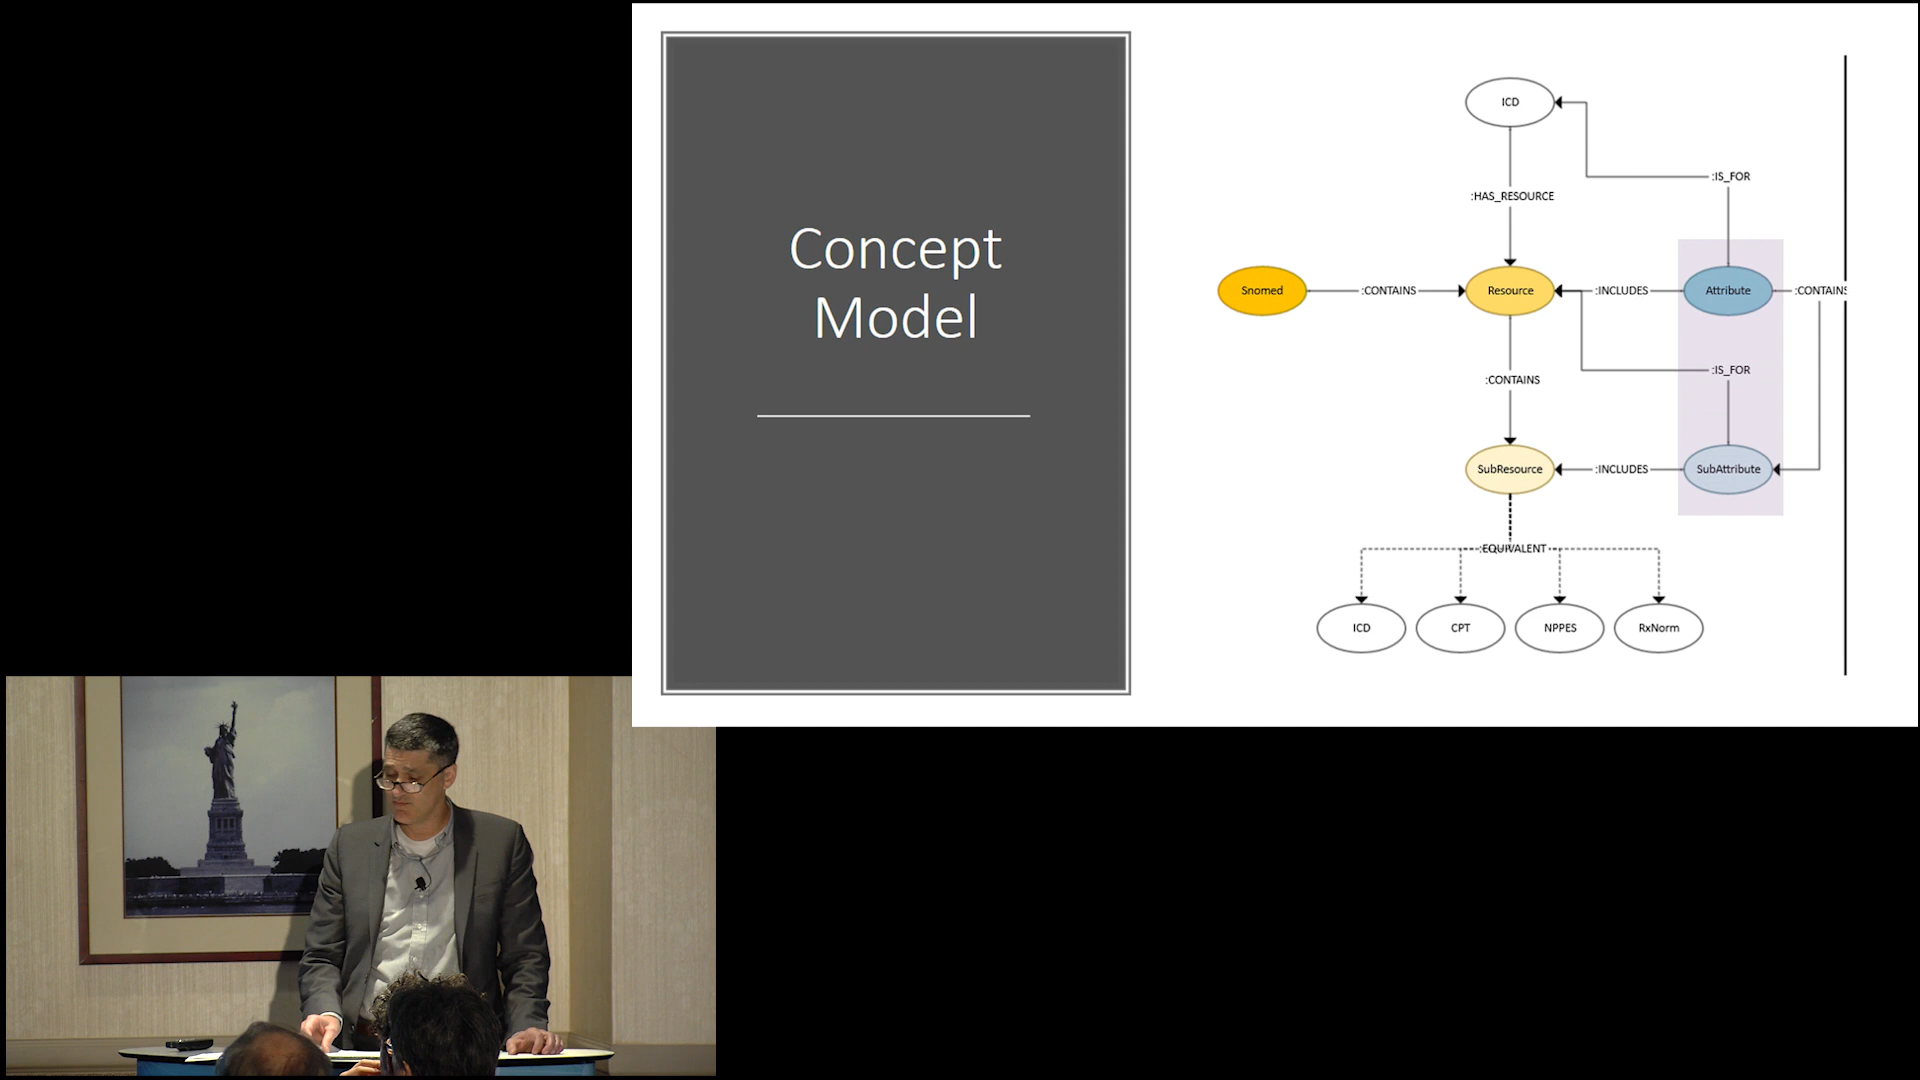 Concept
Model
ICD
:IS_FOR
:HAS_RESOURCE
Snomed
:CONTAINS
Resource
:INCLUDES
Attribute
:CONTAINS
:IS_FOR
:CONTAINS
SubResource
:INCLUDES
SubAttribute
:EQUIVALENT
ICD
CPT
NPPES
RxNorm